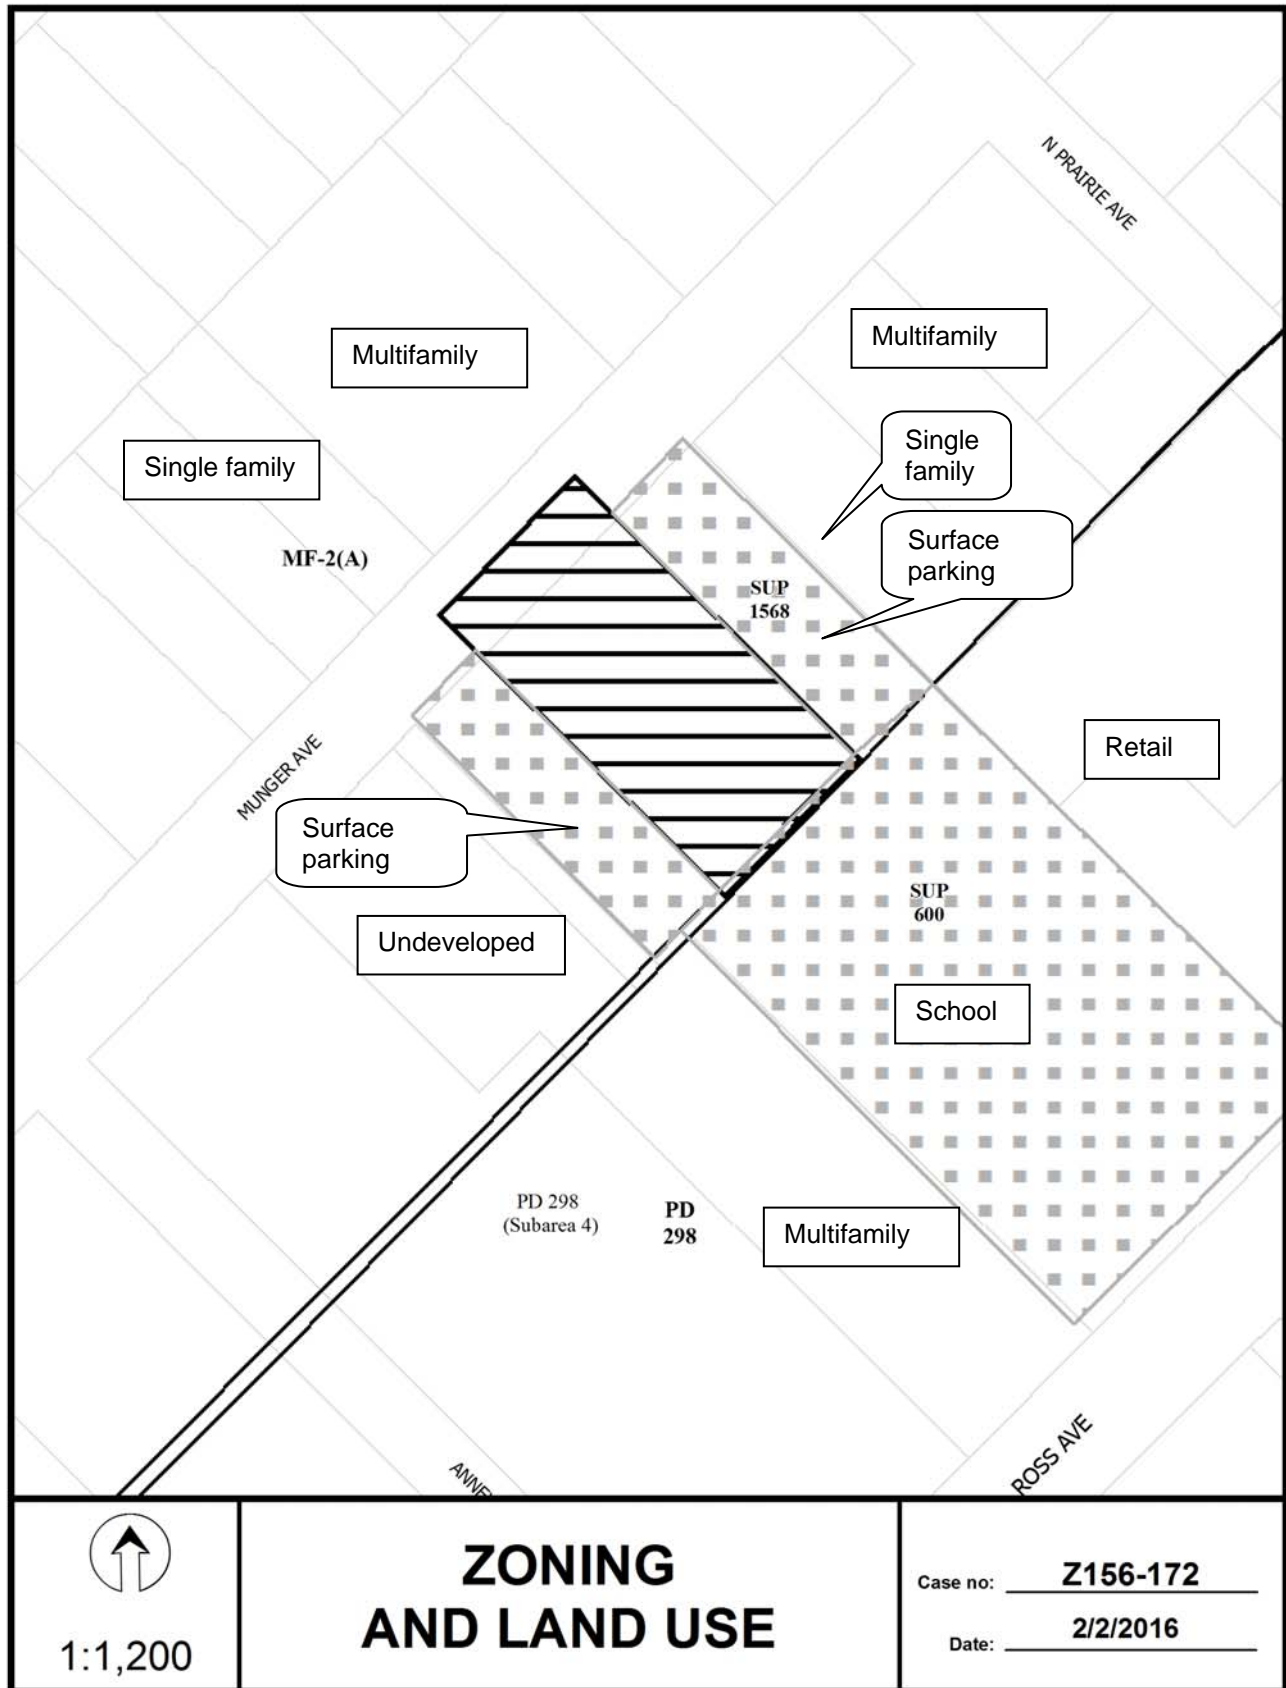 N PRAIRIE AVE
Multifamily
Multifamily
Single
family
Single family
Surface
parking
MF-2(A)
SUP
1568
Retail
MUNGER AVE
Surface
parking
SUP
600
Undeveloped
School
PD 298
(Subarea 4)
PD
298
Multifamily
ROSS AVE
1:1,200
ZONING
AND LAND USE
Case no: Z156-172
Date: 2/2/2016